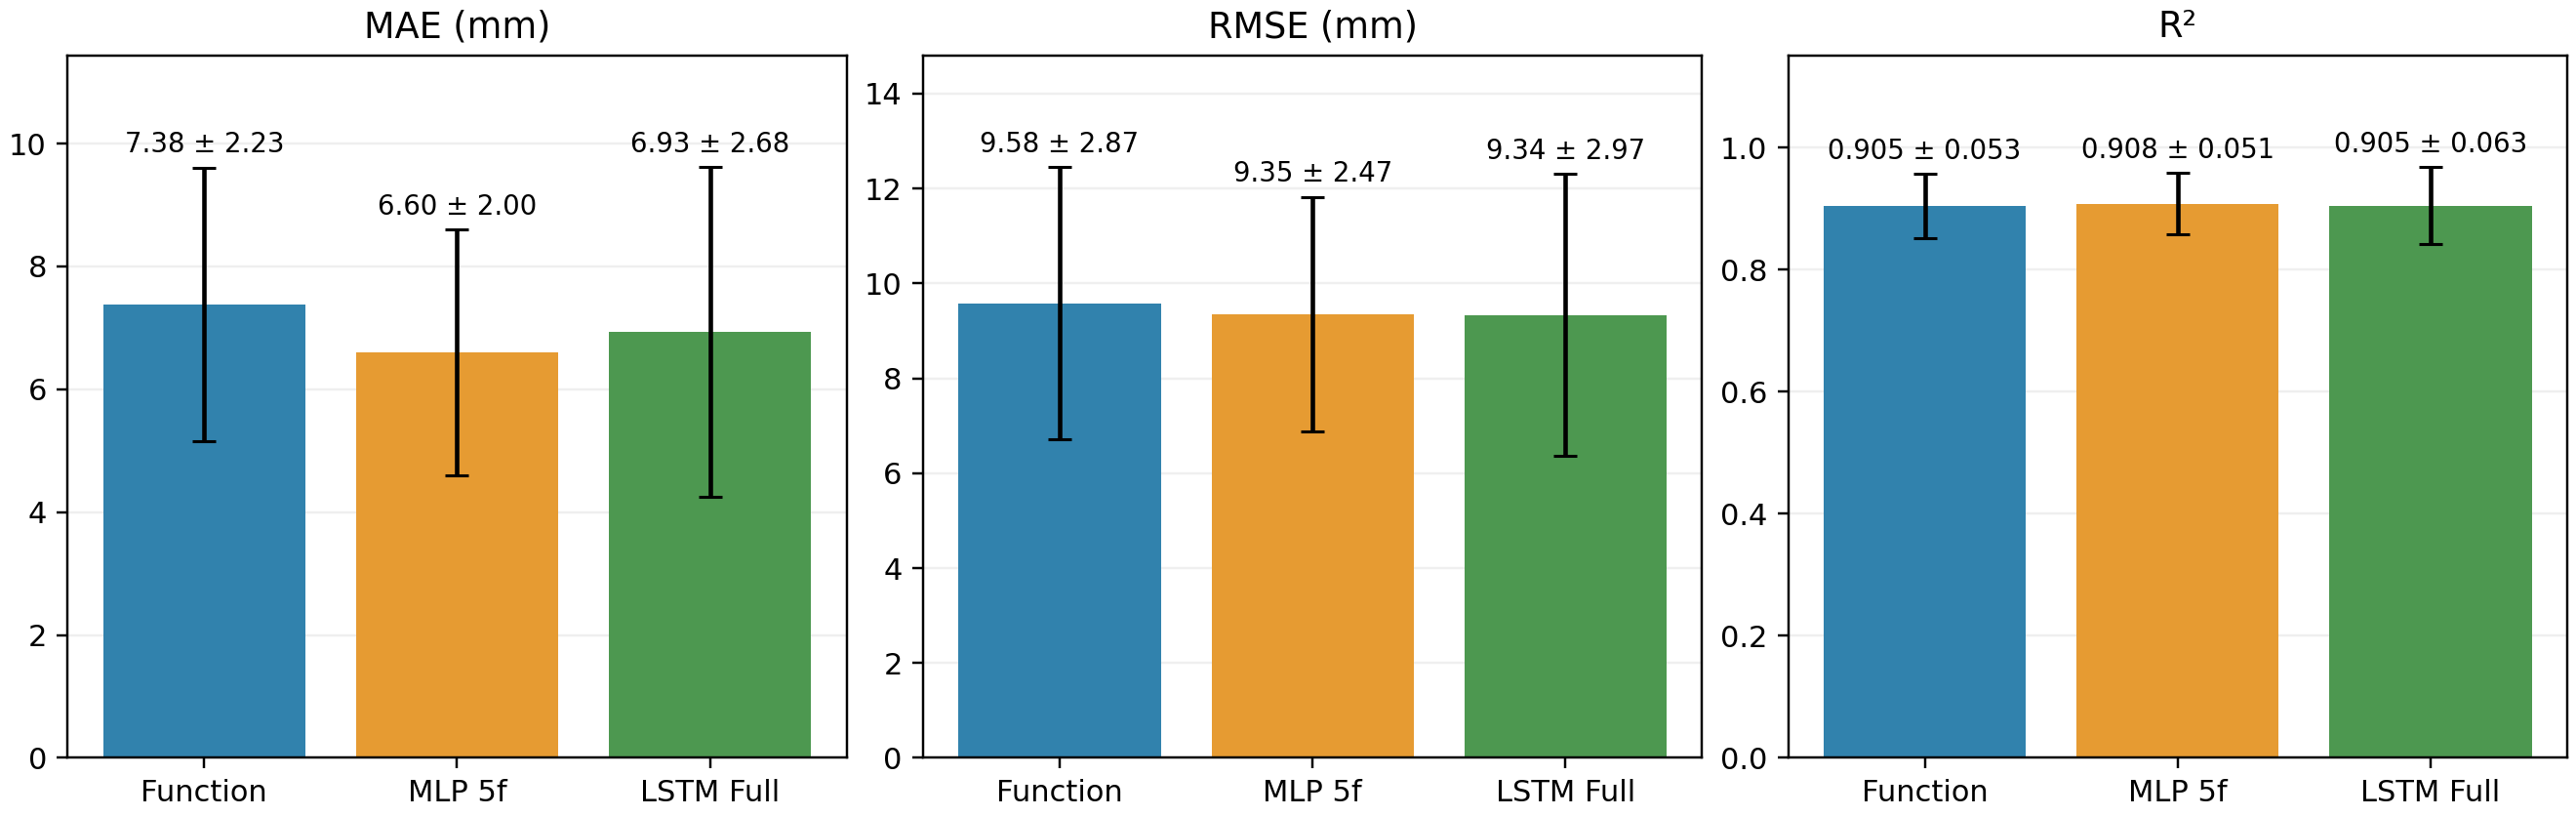 MAE (mm)
10
8
6
4
2
0
7.38 ± 2.23
6.60 ± 2.00
6.93 ± 2.68
Function
MLP 5f
LSTM Full
RMSE (mm)
14
12
10
8
6
4
2
0
9.58 ± 2.87
9.35 ± 2.47
9.34 ± 2.97
Function
MLP 5f
LSTM Full
R²
1.0
0.8
0.6
0.4
0.2
0.0
0.905 ± 0.053
0.908 ± 0.051
0.905 ± 0.063
Function
MLP 5f
LSTM Full